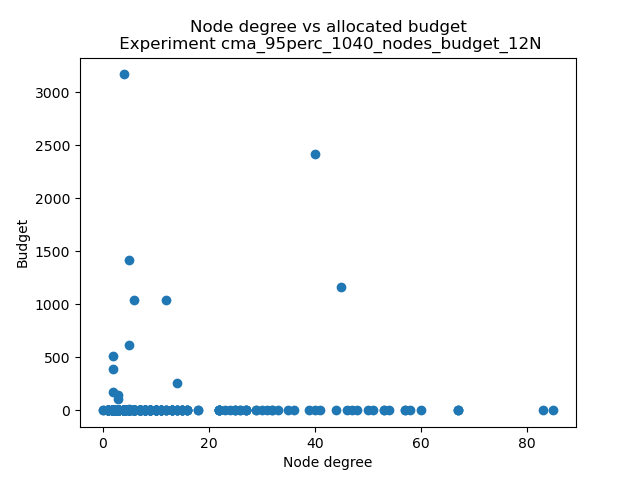 Node degree vs allocated budget
Experiment cma_95perc_1040_nodes_budget_12N
3000
2500
2000
1500
1000
500
0
Budget
0 20 40 60 80
Node degree